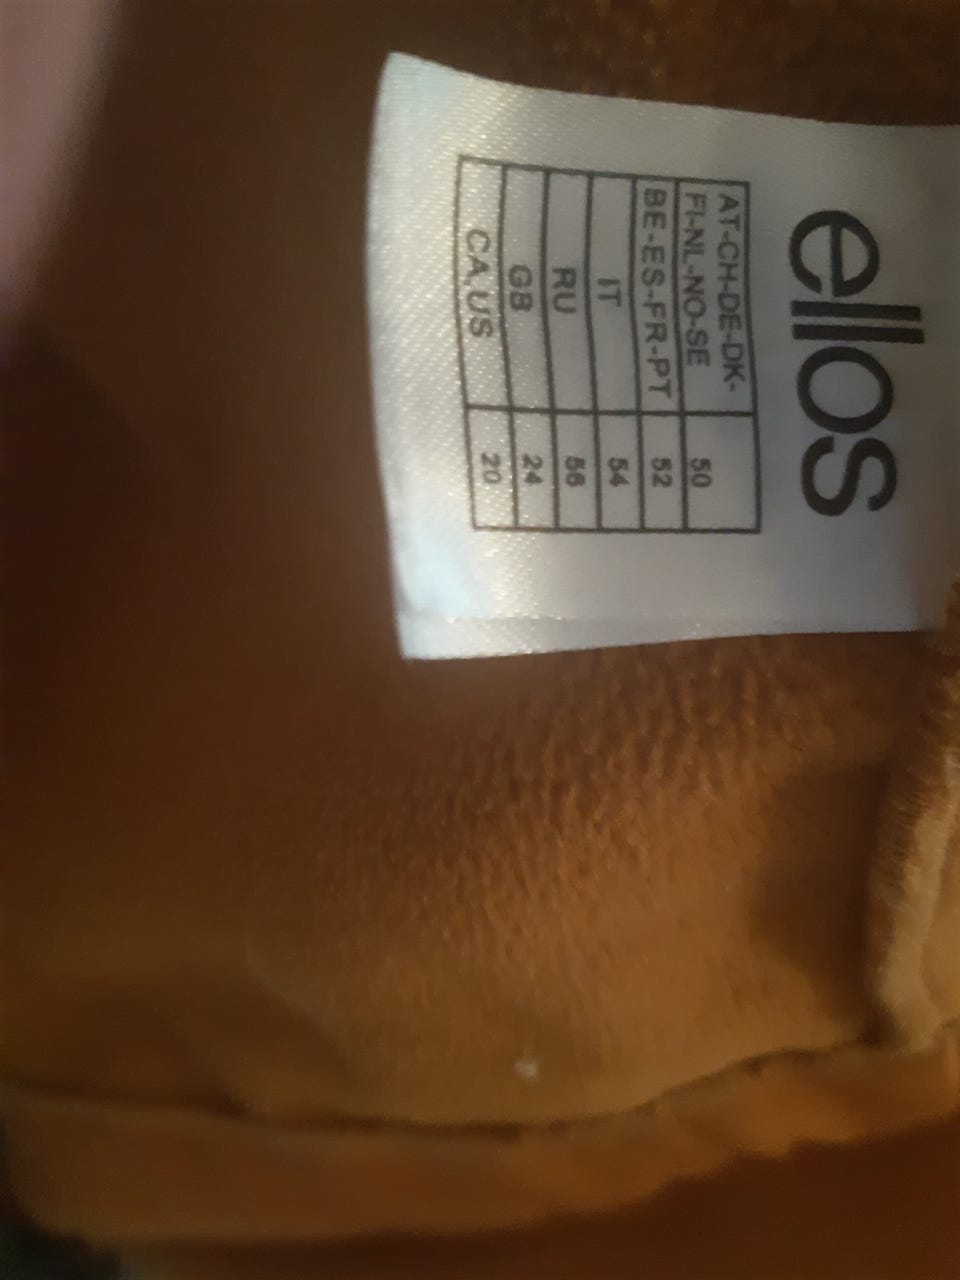 ellos
AT-CH-DE-DK-
FI-NL-NO-SE 50
BE-ES-FR-PT 52
IT 54
RU 56
GB 24
CA,US 20